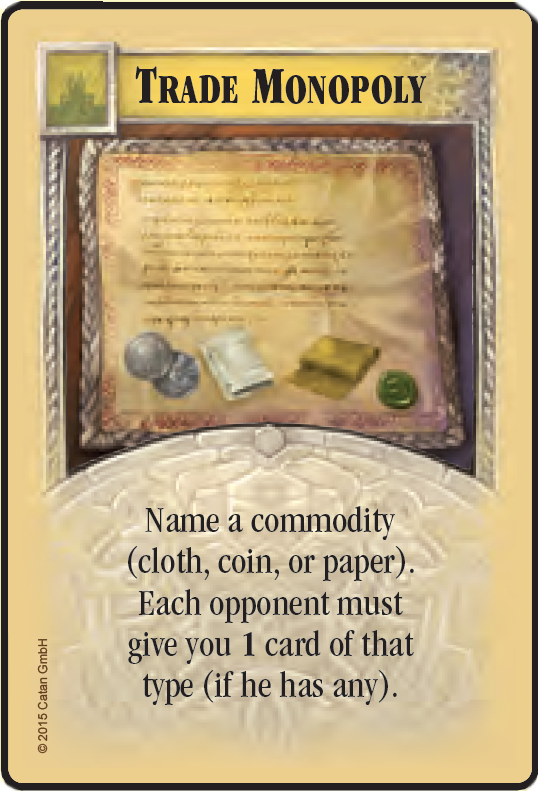 TRADE MONOPOLY
Name a commodity
(cloth, coin, or paper).
Each opponent must
give you 1 card of that
type (if he has any).
© 2015 Catan GmbH